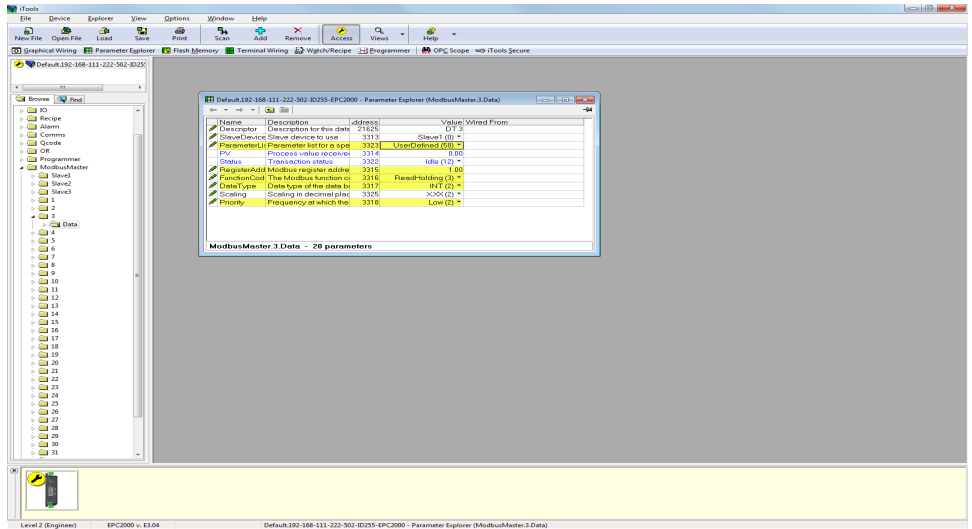 iTools
File Device Explorer View Options Window Help
New File Open File Load Save Print Scan Add Remove Access Views Help
Graphical Wiring Parameter Explorer Flash Memory Terminal Wiring Watch/Recipe Programmer OPC Scope iTools Secure
Default.192-168-111-222-502-ID255
Browse Find
IO
Recipe
Alarm
Comms
Qcode
OR
Programmer
ModbusMaster
Slave1
Slave2
Slave3
1
2
3
Data
4
5
6
7
8
9
10
11
12
13
14
15
16
17
18
19
20
21
22
23
24
25
26
27
28
29
30
31
Default.192-168-111-222-502-ID255-EPC2000 - Parameter Explorer (ModbusMaster.3.Data)
Name Description ddress Value Wired From
Descriptor Description for this data 21625 DT.3
SlaveDevice Slave device to use 3313 Slave1 (0)
ParameterLis Parameter list for a spe 3323 UserDefined (58)
PV Process value receive 3314 0.00
Status Transaction status 3322 Idle (12)
RegisterAdd Modbus register addre 3315 1.00
FunctionCod The Modbus function c 3316 ReadHolding (3)
DataType Data type of the data b 3317 INT (2)
Scaling Scaling in decimal plac 3325 X.XX (2)
Priority Frequency at which the 3318 Low (2)
ModbusMaster.3.Data - 20 parameters
Level 2 (Engineer) EPC2000 v. E3.04 Default.192-168-111-222-502-ID255-EPC2000 - Parameter Explorer (ModbusMaster.3.Data)